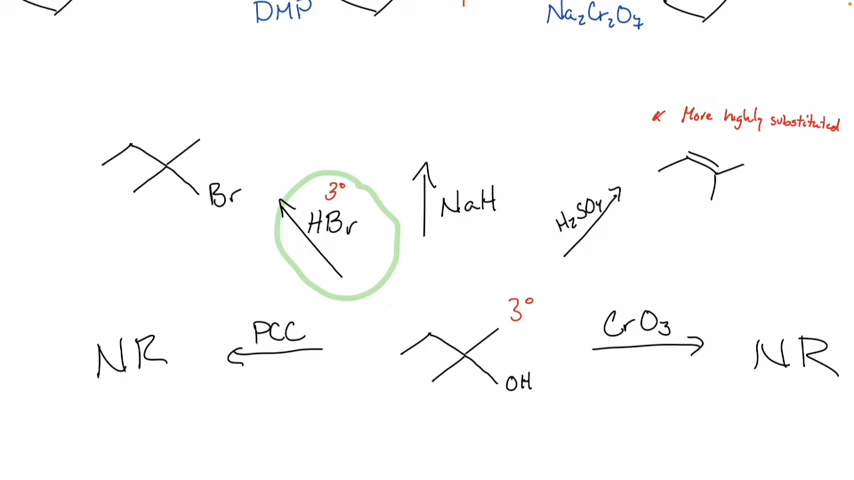 DMP
Na₂Cr₂O₇
« More highly substituted
Br
3°
HBr
NaH
H₂SO₄
3°
NR
PCC
OH
CrO₃
NR